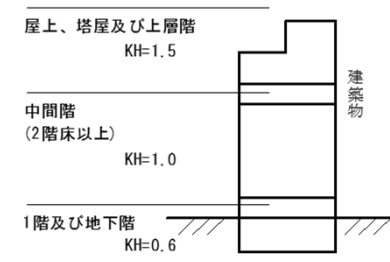 屋上、塔屋及び上層階
KH=1.5
中間階
(2階床以上)
KH=1.0
1階及び地下階
KH=0.6
建築物